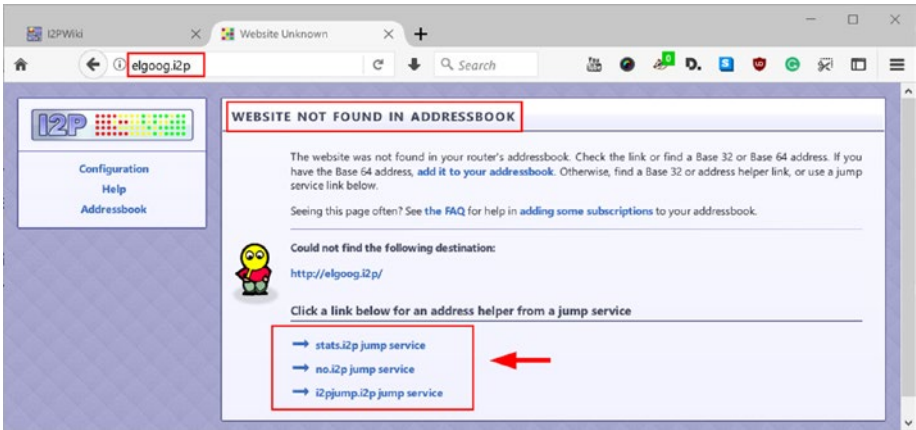 I2PWiki
Website Unknown
elgoog.i2p
Search
0
D.
S
I2P
Configuration
Help
Addressbook
WEBSITE NOT FOUND IN ADDRESSBOOK
The website was not found in your router's addressbook. Check the link or find a Base 32 or Base 64 address. If you
have the Base 64 address, add it to your addressbook. Otherwise, find a Base 32 or address helper link, or use a jump
service link below.
Seeing this page often? See the FAQ for help in adding some subscriptions to your addressbook.
Could not find the following destination:
http://elgoog.i2p/
Click a link below for an address helper from a jump service
stats.i2p jump service
no.i2p jump service
i2pjump.i2p jump service